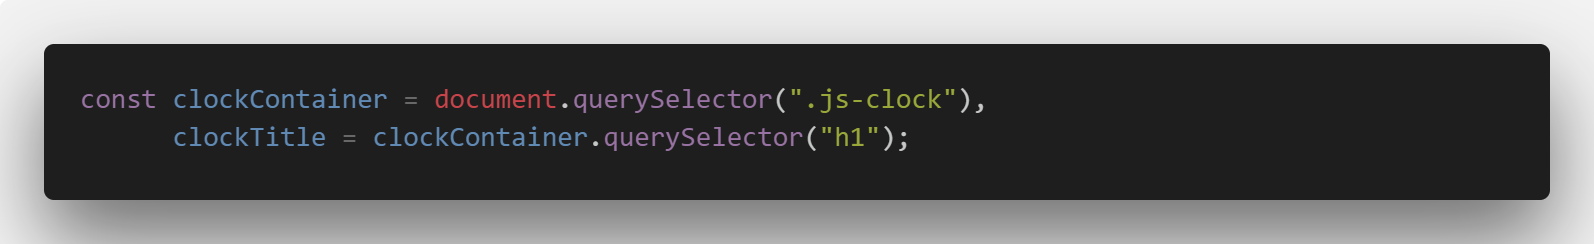 const clockContainer = document.querySelector(".js-clock"),
      clockTitle = clockContainer.querySelector("h1");